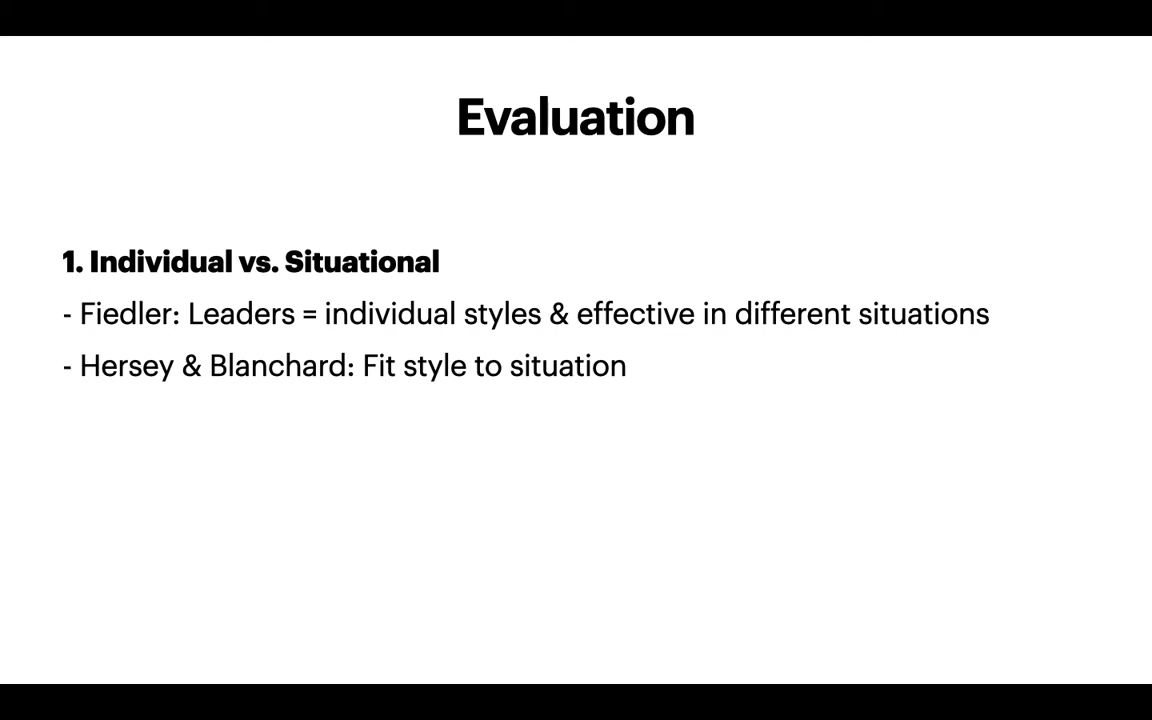 Evaluation
1. Individual vs. Situational
- Fiedler: Leaders = individual styles & effective in different situations
- Hersey & Blanchard: Fit style to situation